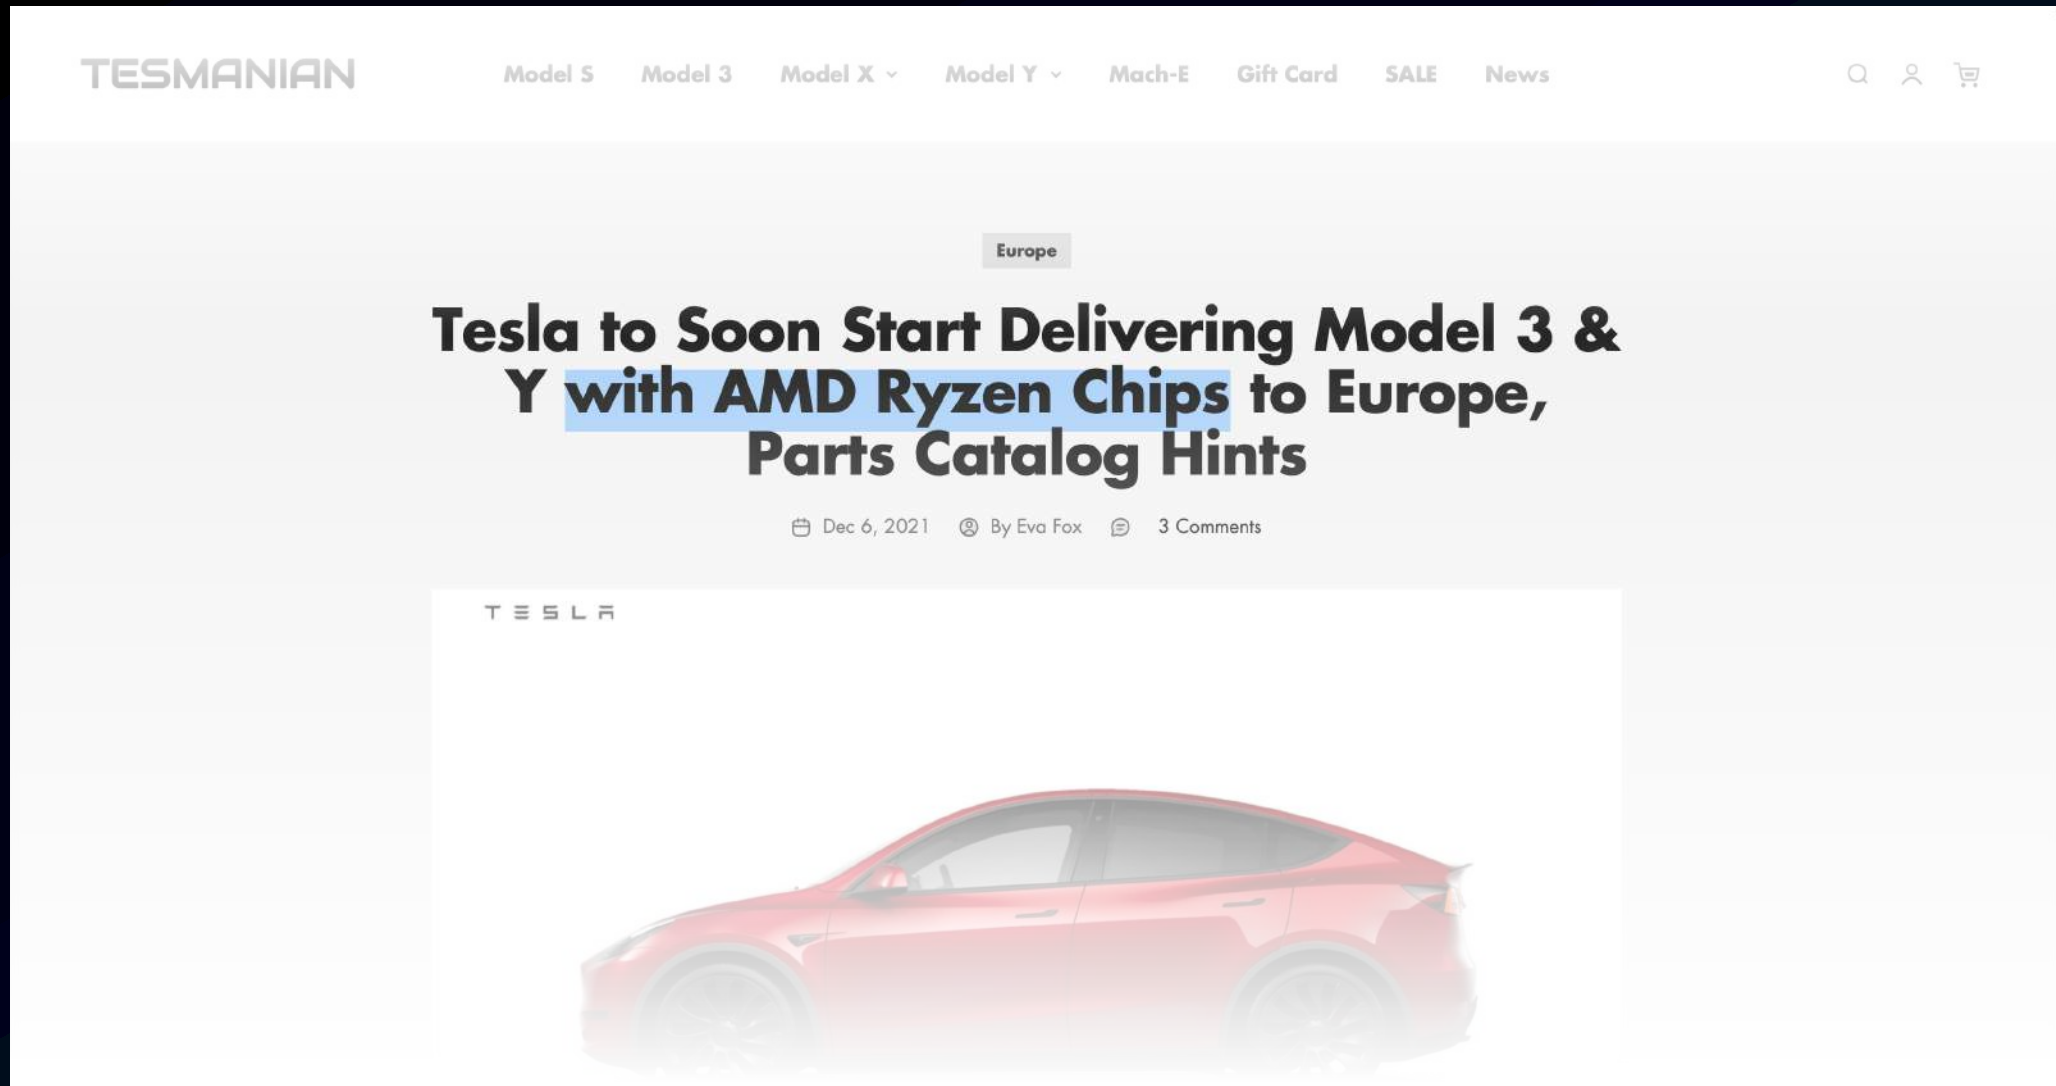 TESMANIAN
Model S Model 3 Model X Model Y Mach-E Gift Card SALE News
Europe
Tesla to Soon Start Delivering Model 3 &
Y with AMD Ryzen Chips to Europe,
Parts Catalog Hints
Dec 6, 2021 By Eva Fox 3 Comments
TESLA